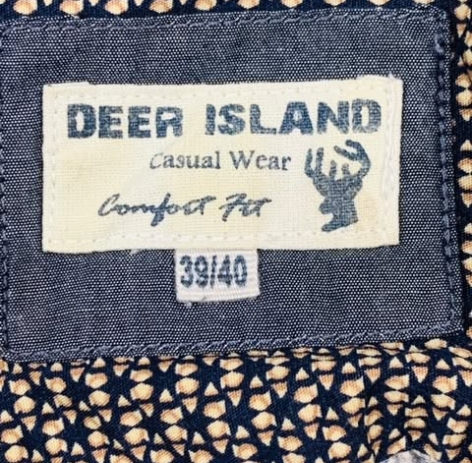 DEER ISLAND
Casual Wear
Comfort Fit
39/40